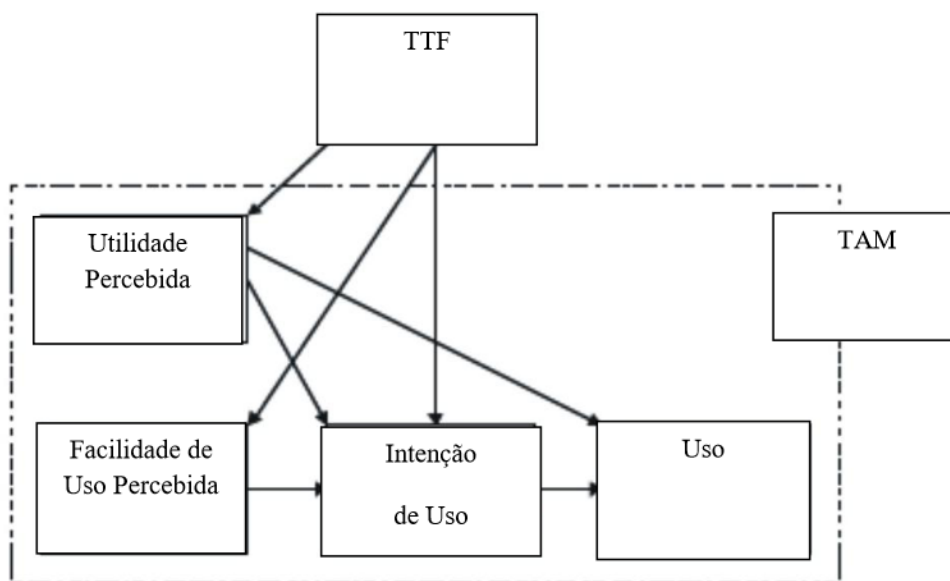 TTF
Utilidade
Percebida
TAM
Facilidade de
Uso Percebida
Intenção
de Uso
Uso